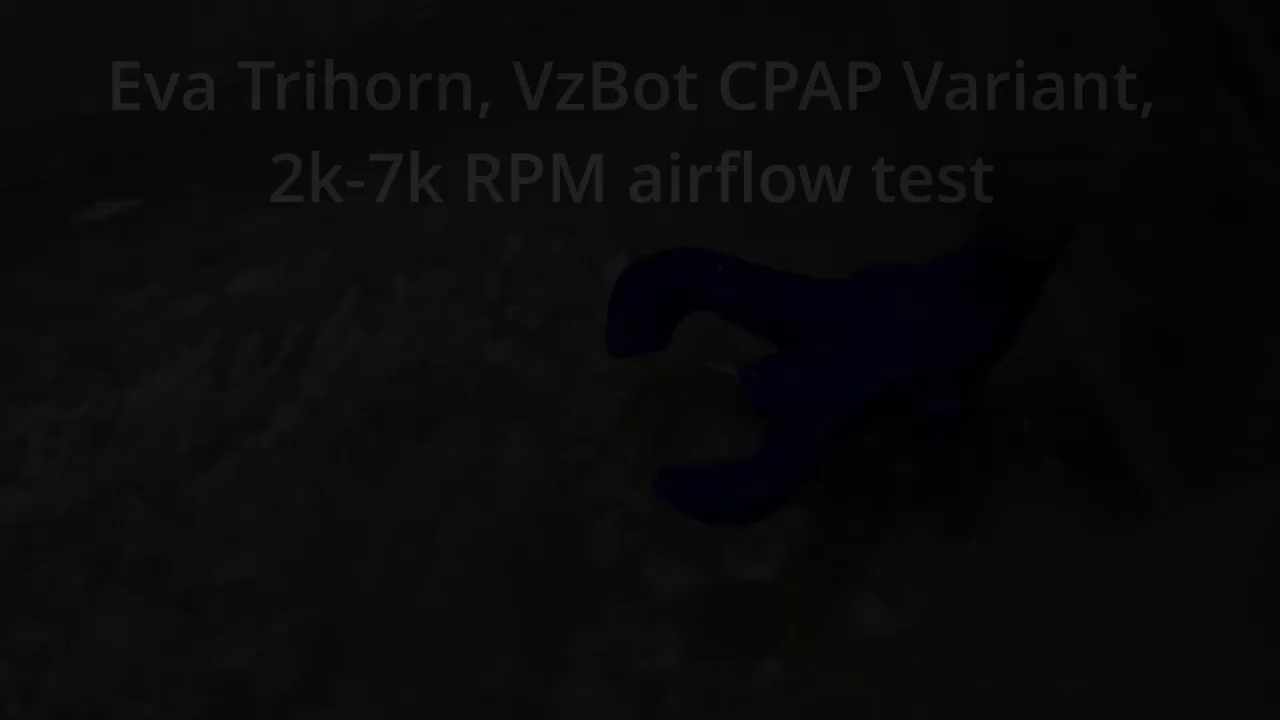 Eva Trihorn, VzBot CPAP Variant,
2k-7k RPM airflow test